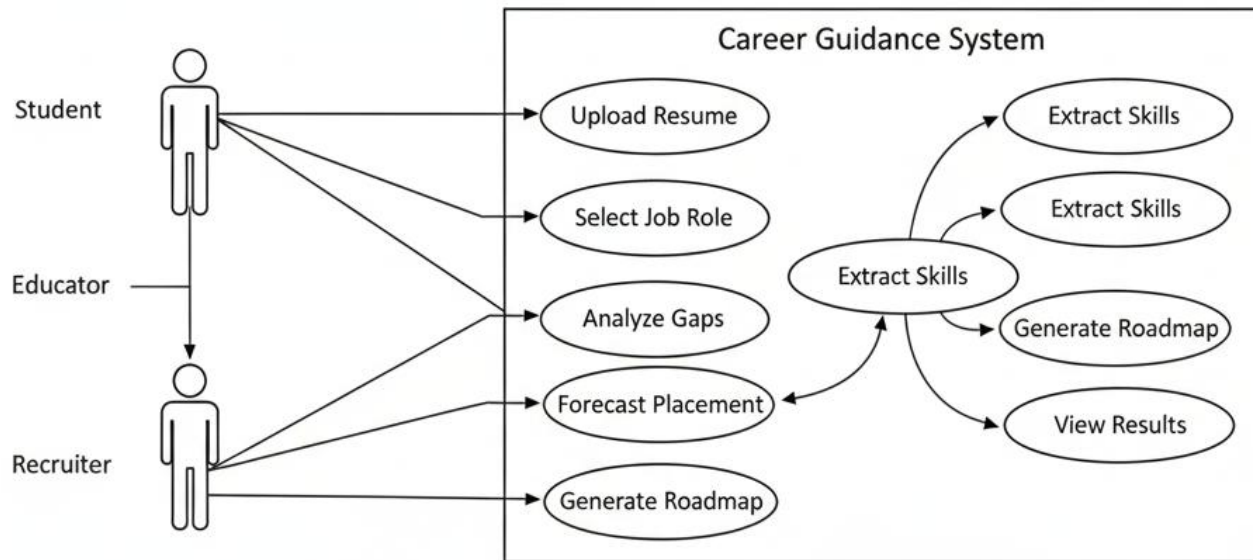 Career Guidance System
Student
Upload Resume
Extract Skills
Select Job Role
Extract Skills
Educator
Extract Skills
Analyze Gaps
Generate Roadmap
Forecast Placement
View Results
Recruiter
Generate Roadmap